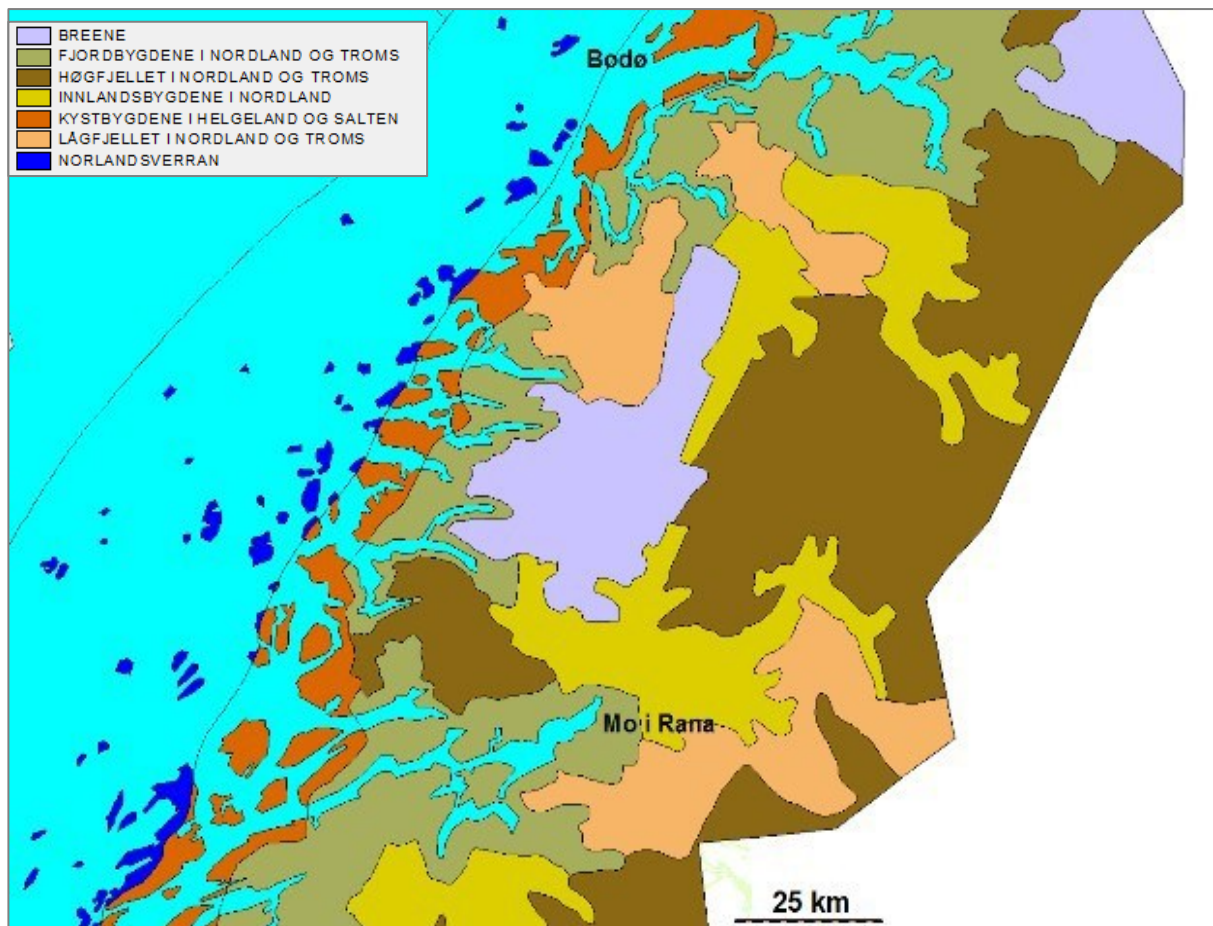 BREENE
FJORDBYGDENE I NORDLAND OG TROMS
HØGFJELLET I NORDLAND OG TROMS
INNLANDSBYGDENE I NORDLAND
KYSTBYGDENE I HELGELAND OG SALTEN
LÅGFJELLET I NORDLAND OG TROMS
NORLANDSVERRAN
Bødø
Mo i Rana
25 km